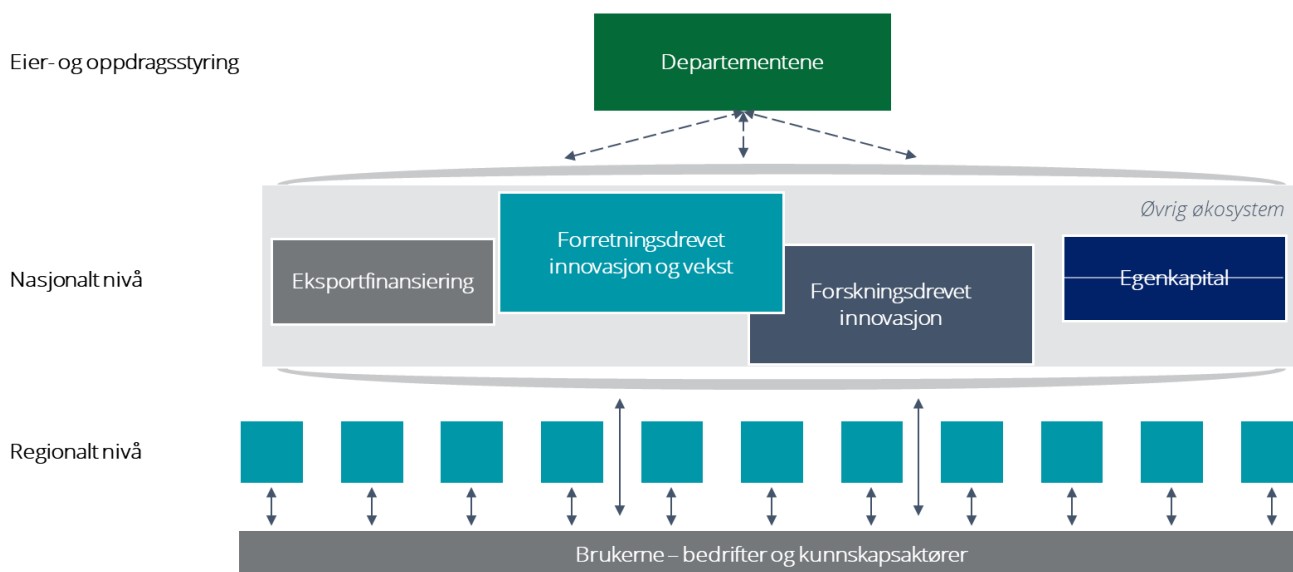 Eier- og oppdragsstyring
Departementene
Øvrig økosystem
Nasjonalt nivå
Eksportfinansiering
Forretningsdrevet
innovasjon og vekst
Forskningsdrevet
innovasjon
Egenkapital
Regionalt nivå
Brukerne – bedrifter og kunnskapsaktører